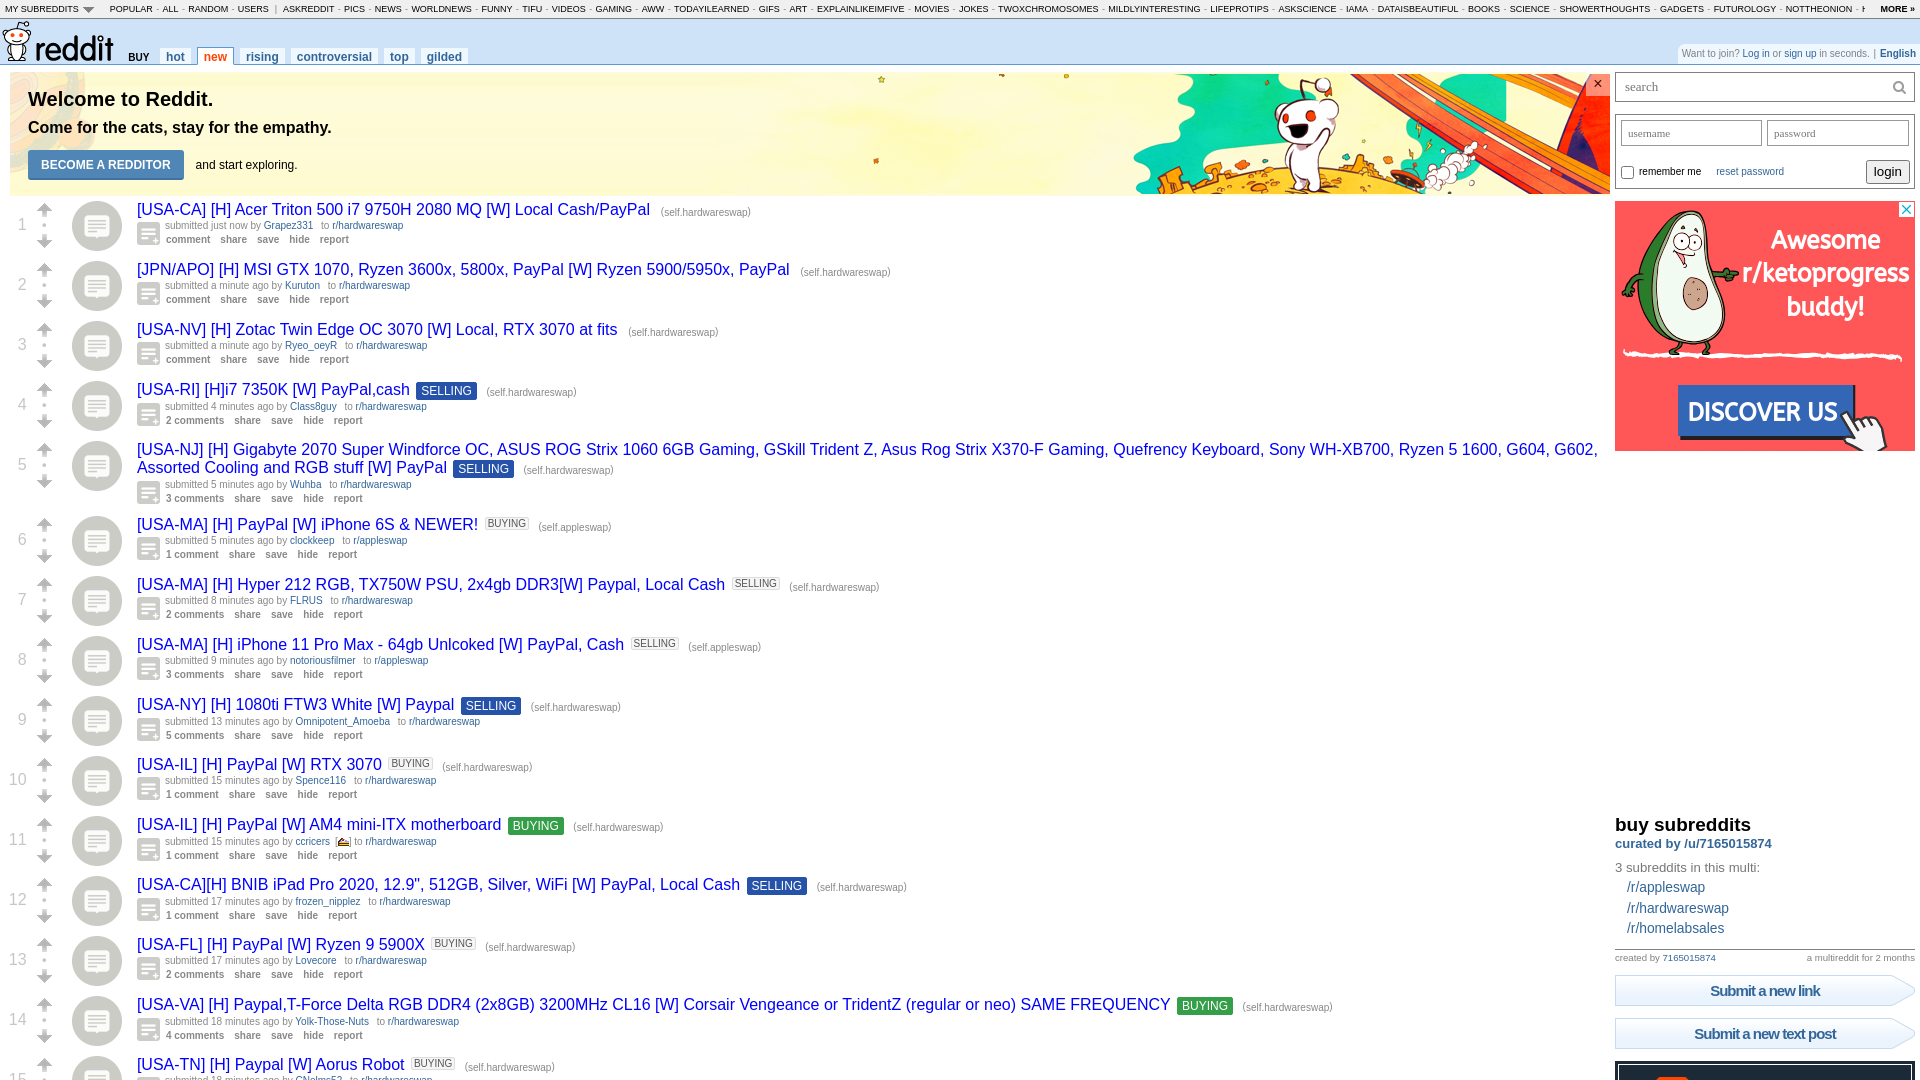 MY SUBREDDITS POPULAR - ALL - RANDOM - USERS | ASKREDDIT - PICS - NEWS - WORLDNEWS - FUNNY - TIFU - VIDEOS - GAMING - AWW - TODAYILEARNED - GIFS - ART - EXPLAINLIKEIMFIVE - MOVIES - JOKES - TWOXCHROMOSOMES - MILDLYINTERESTING - LIFEPROTIPS - ASKSCIENCE - IAMA - DATAISBEAUTIFUL - BOOKS - SCIENCE - SHOWERTHOUGHTS - GADGETS - FUTUROLOGY - NOTTHEONION - MORE »
reddit BUY hot new rising controversial top gilded
Want to join? Log in or sign up in seconds. | English
Welcome to Reddit.
Come for the cats, stay for the empathy.
BECOME A REDDITOR and start exploring.
×
search
username password
remember me reset password login
1
[USA-CA] [H] Acer Triton 500 i7 9750H 2080 MQ [W] Local Cash/PayPal (self.hardwareswap)
submitted just now by Grapez331 to r/hardwareswap
comment share save hide report
2
[JPN/APO] [H] MSI GTX 1070, Ryzen 3600x, 5800x, PayPal [W] Ryzen 5900/5950x, PayPal (self.hardwareswap)
submitted a minute ago by Kuruton to r/hardwareswap
comment share save hide report
3
[USA-NV] [H] Zotac Twin Edge OC 3070 [W] Local, RTX 3070 at fits (self.hardwareswap)
submitted a minute ago by Ryeo_oeyR to r/hardwareswap
comment share save hide report
4
[USA-RI] [H]i7 7350K [W] PayPal,cash SELLING (self.hardwareswap)
submitted 4 minutes ago by Class8guy to r/hardwareswap
2 comments share save hide report
5
[USA-NJ] [H] Gigabyte 2070 Super Windforce OC, ASUS ROG Strix 1060 6GB Gaming, GSkill Trident Z, Asus Rog Strix X370-F Gaming, Quefrency Keyboard, Sony WH-XB700, Ryzen 5 1600, G604, G602,
Assorted Cooling and RGB stuff [W] PayPal SELLING (self.hardwareswap)
submitted 5 minutes ago by Wuhba to r/hardwareswap
3 comments share save hide report
6
[USA-MA] [H] PayPal [W] iPhone 6S & NEWER! BUYING (self.appleswap)
submitted 5 minutes ago by clockkeep to r/appleswap
1 comment share save hide report
7
[USA-MA] [H] Hyper 212 RGB, TX750W PSU, 2x4gb DDR3[W] Paypal, Local Cash SELLING (self.hardwareswap)
submitted 8 minutes ago by FLRUS to r/hardwareswap
2 comments share save hide report
8
[USA-MA] [H] iPhone 11 Pro Max - 64gb Unlcoked [W] PayPal, Cash SELLING (self.appleswap)
submitted 9 minutes ago by notoriousfilmer to r/appleswap
3 comments share save hide report
9
[USA-NY] [H] 1080ti FTW3 White [W] Paypal SELLING (self.hardwareswap)
submitted 13 minutes ago by Omnipotent_Amoeba to r/hardwareswap
5 comments share save hide report
10
[USA-IL] [H] PayPal [W] RTX 3070 BUYING (self.hardwareswap)
submitted 15 minutes ago by Spence116 to r/hardwareswap
1 comment share save hide report
11
[USA-IL] [H] PayPal [W] AM4 mini-ITX motherboard BUYING (self.hardwareswap)
submitted 15 minutes ago by ccricers [ ] to r/hardwareswap
1 comment share save hide report
12
[USA-CA][H] BNIB iPad Pro 2020, 12.9", 512GB, Silver, WiFi [W] PayPal, Local Cash SELLING (self.hardwareswap)
submitted 17 minutes ago by frozen_nipplez to r/hardwareswap
1 comment share save hide report
13
[USA-FL] [H] PayPal [W] Ryzen 9 5900X BUYING (self.hardwareswap)
submitted 17 minutes ago by Lovecore to r/hardwareswap
2 comments share save hide report
14
[USA-VA] [H] Paypal,T-Force Delta RGB DDR4 (2x8GB) 3200MHz CL16 [W] Corsair Vengeance or TridentZ (regular or neo) SAME FREQUENCY BUYING (self.hardwareswap)
submitted 18 minutes ago by Yolk-Those-Nuts to r/hardwareswap
4 comments share save hide report
15
[USA-TN] [H] Paypal [W] Aorus Robot BUYING (self.hardwareswap)
submitted 18 minutes ago by CNelms52 to r/hardwareswap
Awesome
r/ketoprogress
buddy!
DISCOVER US
buy subreddits
curated by /u/7165015874
3 subreddits in this multi:
/r/appleswap
/r/hardwareswap
/r/homelabsales
created by 7165015874 a multireddit for 2 months
Submit a new link
Submit a new text post